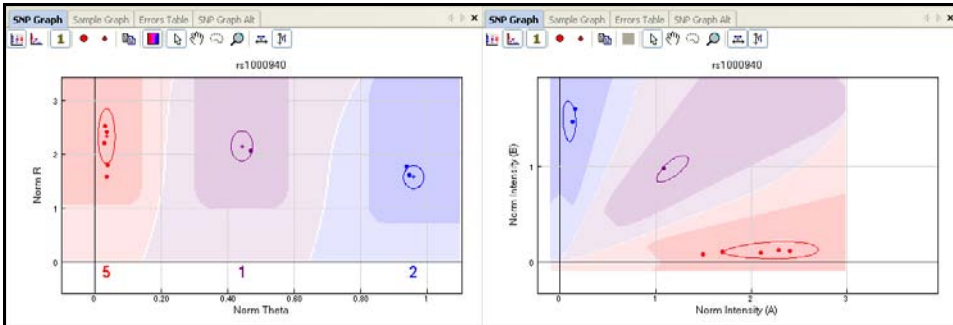 SNP Graph Sample Graph Errors Table SNP Graph Alt
1
rs1000940
Norm R
3
2
1
0
5 1 2
0 0.20 0.40 0.60 0.80 1
Norm Theta
SNP Graph Sample Graph Errors Table SNP Graph Alt
1
rs1000940
Norm Intensity (B)
1
0
0 1 2 3
Norm Intensity (A)